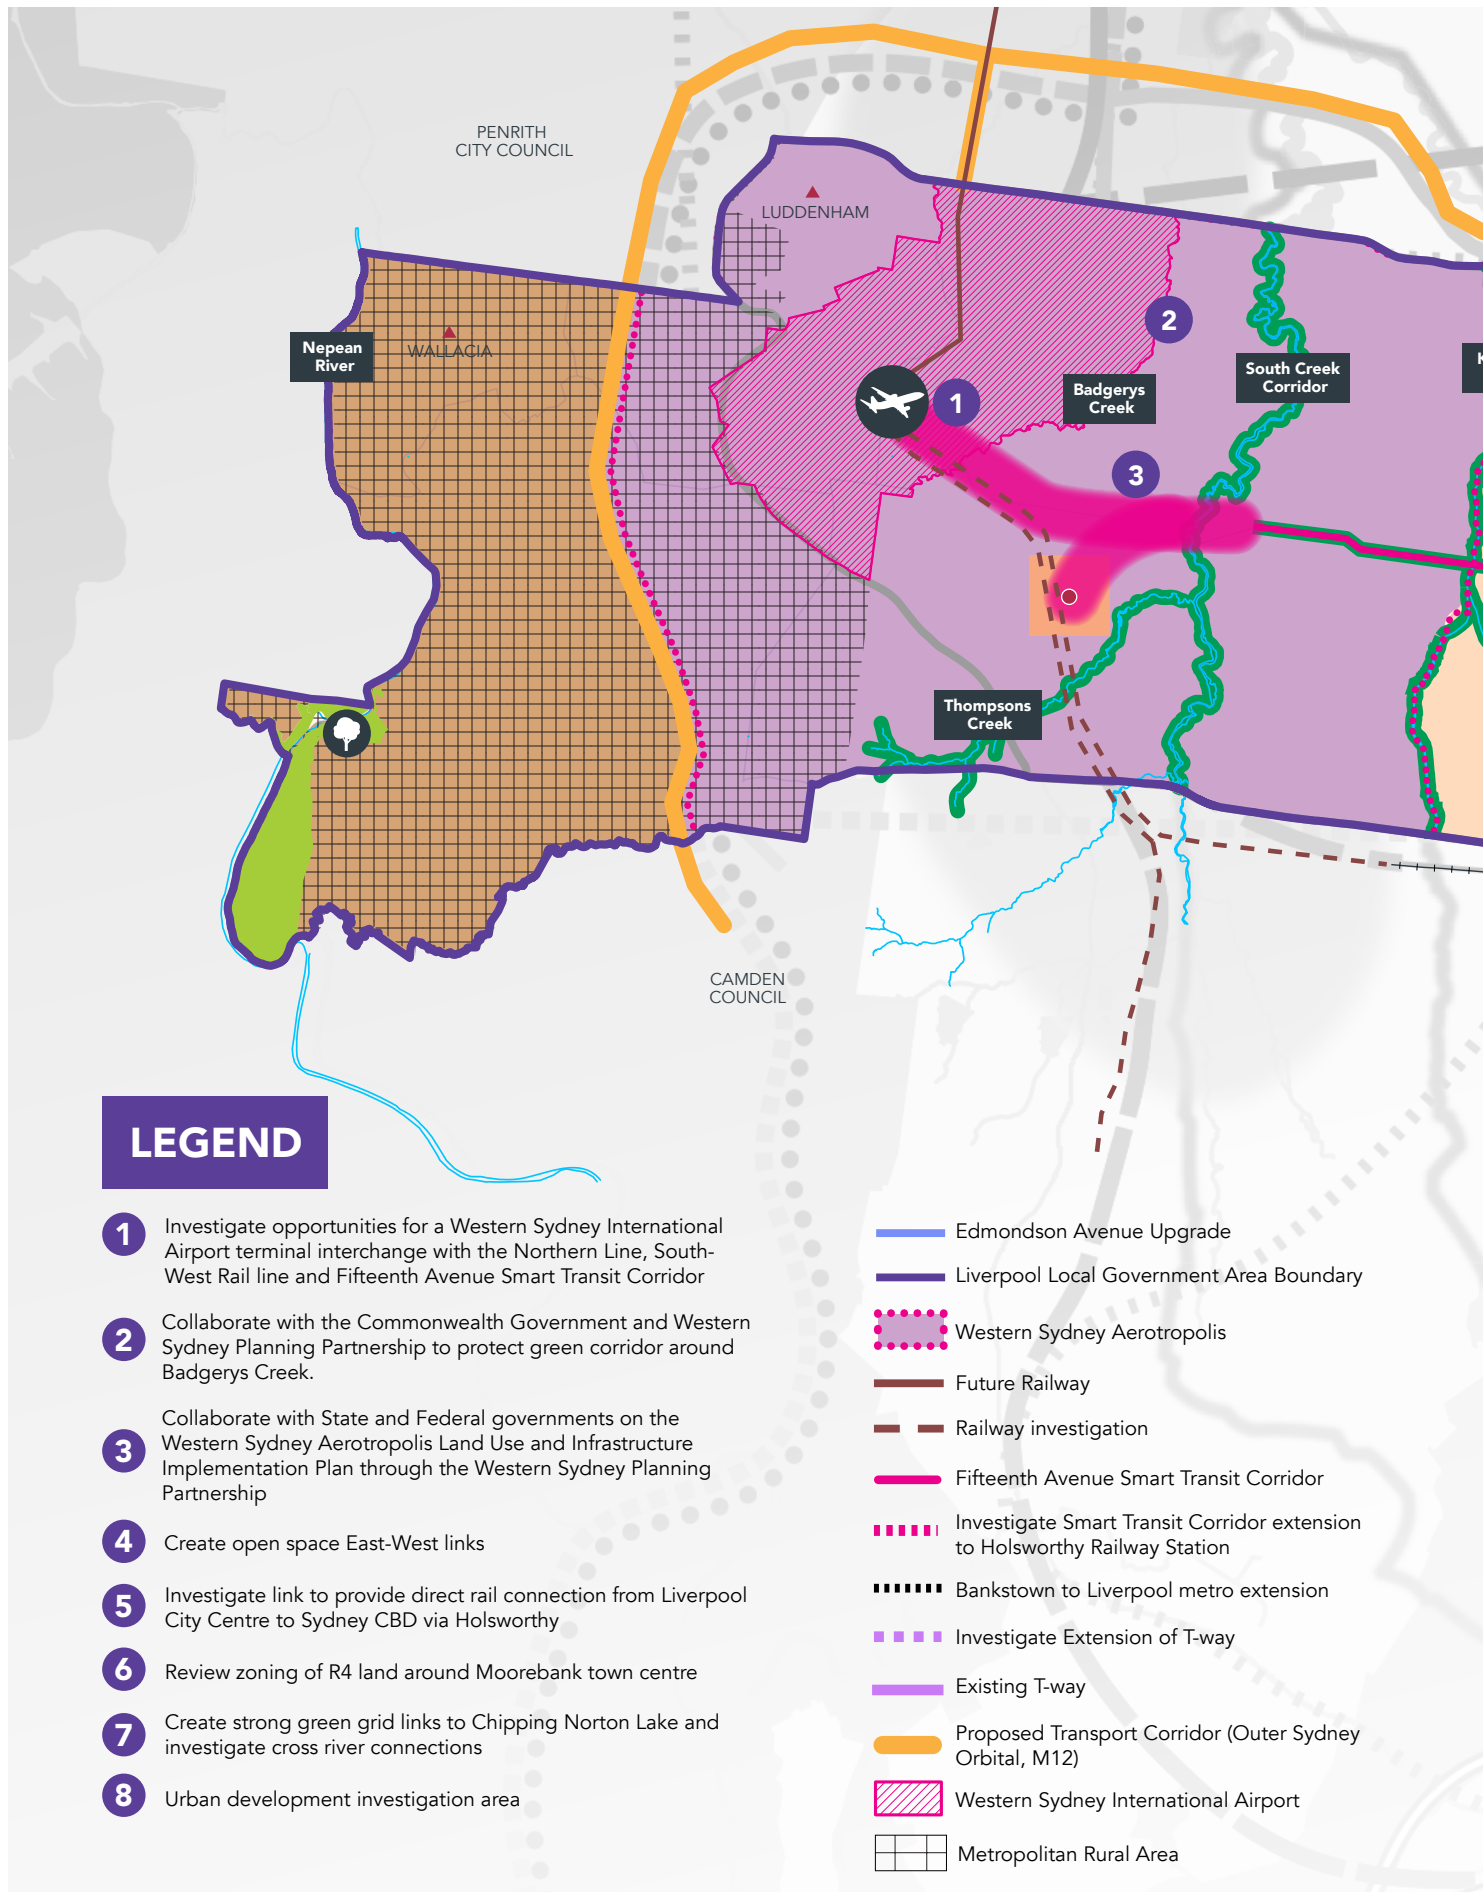 PENRITH
CITY COUNCIL
LUDDENHAM
WALLACIA
Nepean
River
2
1
Badgerys
Creek
South Creek
Corridor
K
3
Thompsons
Creek
CAMDEN
COUNCIL
LEGEND
1
Investigate opportunities for a Western Sydney International
Airport terminal interchange with the Northern Line, South-
West Rail line and Fifteenth Avenue Smart Transit Corridor
2
Collaborate with the Commonwealth Government and Western
Sydney Planning Partnership to protect green corridor around
Badgerys Creek.
3
Collaborate with State and Federal governments on the
Western Sydney Aerotropolis Land Use and Infrastructure
Implementation Plan through the Western Sydney Planning
Partnership
4
Create open space East-West links
5
Investigate link to provide direct rail connection from Liverpool
City Centre to Sydney CBD via Holsworthy
6
Review zoning of R4 land around Moorebank town centre
7
Create strong green grid links to Chipping Norton Lake and
investigate cross river connections
8
Urban development investigation area
Edmondson Avenue Upgrade
Liverpool Local Government Area Boundary
Western Sydney Aerotropolis
Future Railway
Railway investigation
Fifteenth Avenue Smart Transit Corridor
Investigate Smart Transit Corridor extension
to Holsworthy Railway Station
Bankstown to Liverpool metro extension
Investigate Extension of T-way
Existing T-way
Proposed Transport Corridor (Outer Sydney
Orbital, M12)
Western Sydney International Airport
Metropolitan Rural Area